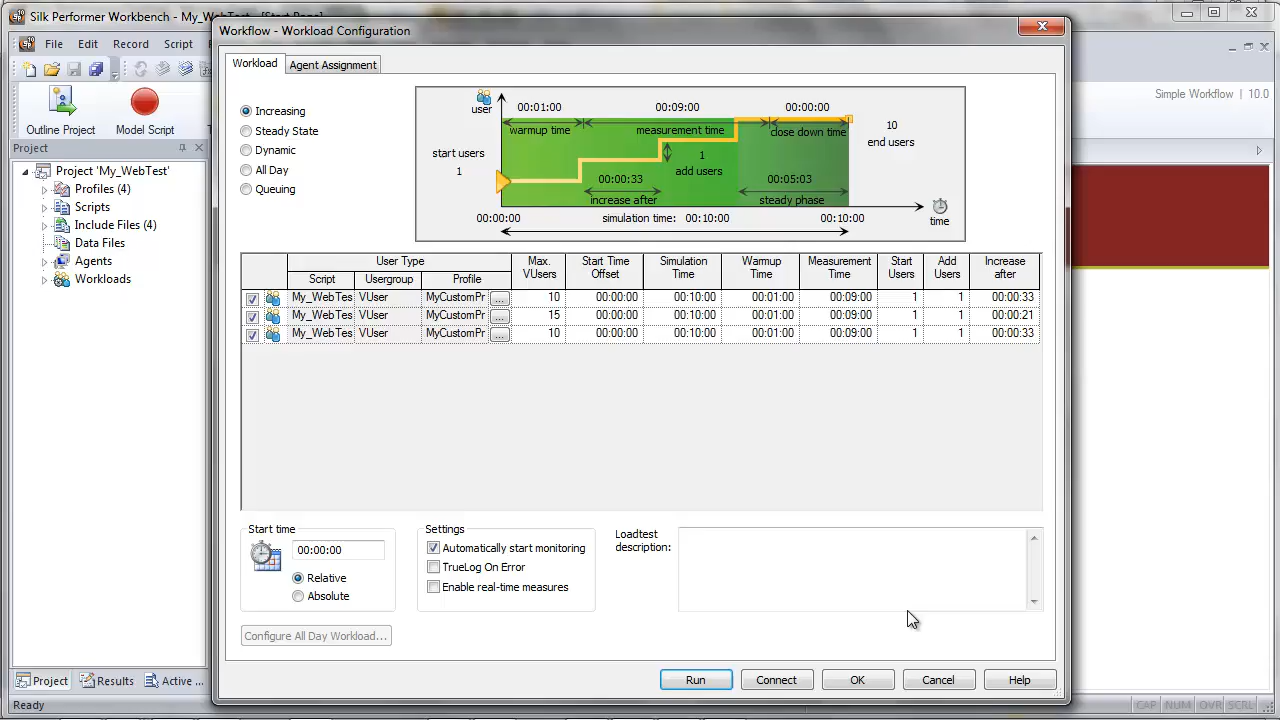 Silk Performer Workbench - My_WebTest - [Start Page]
File Edit Record Script
Outline Project Model Script
Simple Workflow | 10.0
Project
Project 'My_WebTest'
Profiles (4)
Scripts
Include Files (4)
Data Files
Agents
Workloads
Project Results Active ...
Ready
CAP NUM OVR SCRL
Workflow - Workload Configuration
Workload Agent Assignment
Increasing
Steady State
Dynamic
All Day
Queuing
user 00:01:00 00:09:00 00:00:00
warmup time measurement time close down time
10
end users
start users
1
1
add users
00:00:33 00:05:03
increase after steady phase
00:00:00 simulation time: 00:10:00 00:10:00
time
User Type Max. VUsers Start Time Offset Simulation Time Warmup Time Measurement Time Start Users Add Users Increase after
Script Usergroup Profile
My_WebTes VUser MyCustomPr ... 10 00:00:00 00:10:00 00:01:00 00:09:00 1 1 00:00:33
My_WebTes VUser MyCustomPr ... 15 00:00:00 00:10:00 00:01:00 00:09:00 1 1 00:00:21
My_WebTes VUser MyCustomPr ... 10 00:00:00 00:10:00 00:01:00 00:09:00 1 1 00:00:33
Start time
00:00:00
Relative
Absolute
Settings
Automatically start monitoring
TrueLog On Error
Enable real-time measures
Loadtest
description:
Configure All Day Workload...
Run Connect OK Cancel Help